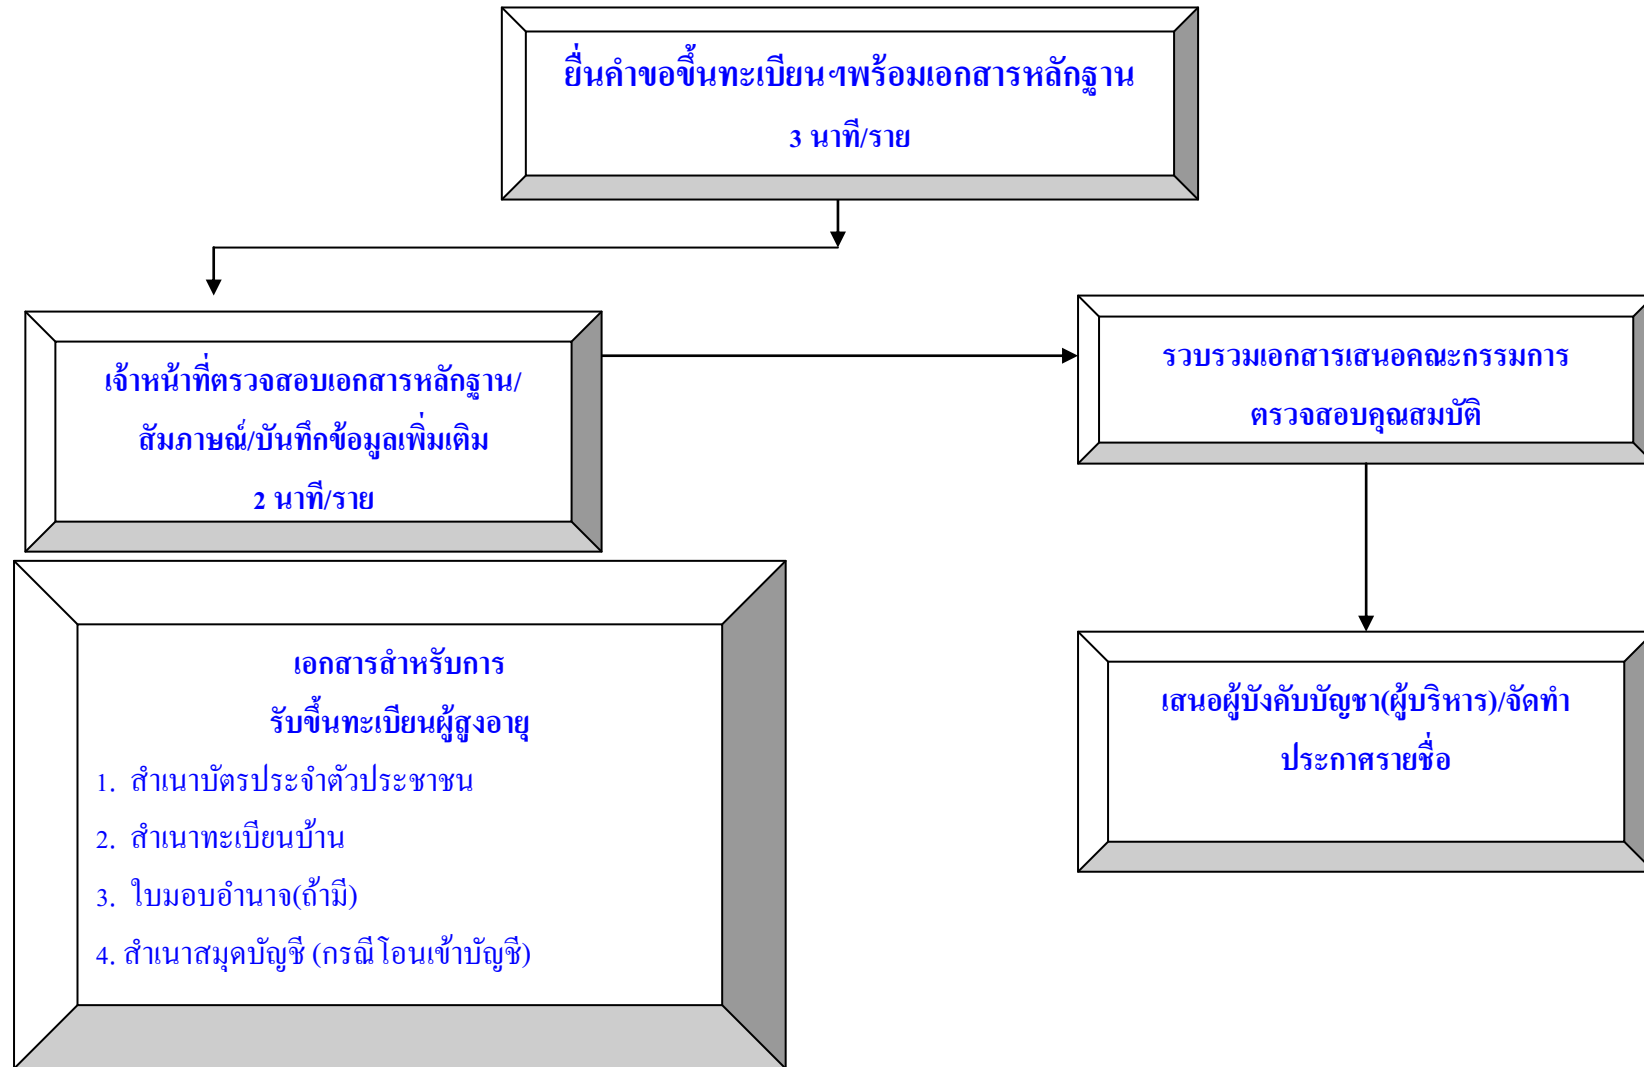 ยื่นคำขอขึ้นทะเบียนฯพร้อมเอกสารหลักฐาน
3 นาที/ราย
เจ้าหน้าที่ตรวจสอบเอกสารหลักฐาน/
สัมภาษณ์/บันทึกข้อมูลเพิ่มเติม
2 นาที/ราย
รวบรวมเอกสารเสนอคณะกรรมการ
ตรวจสอบคุณสมบัติ
เสนอผู้บังคับบัญชา(ผู้บริหาร)/จัดทำ
ประกาศรายชื่อ
เอกสารสำหรับการ
รับขึ้นทะเบียนผู้สูงอายุ
1. สำเนาบัตรประจำตัวประชาชน
2. สำเนาทะเบียนบ้าน
3. ใบมอบอำนาจ(ถ้ามี)
4. สำเนาสมุดบัญชี (กรณีโอนเข้าบัญชี)